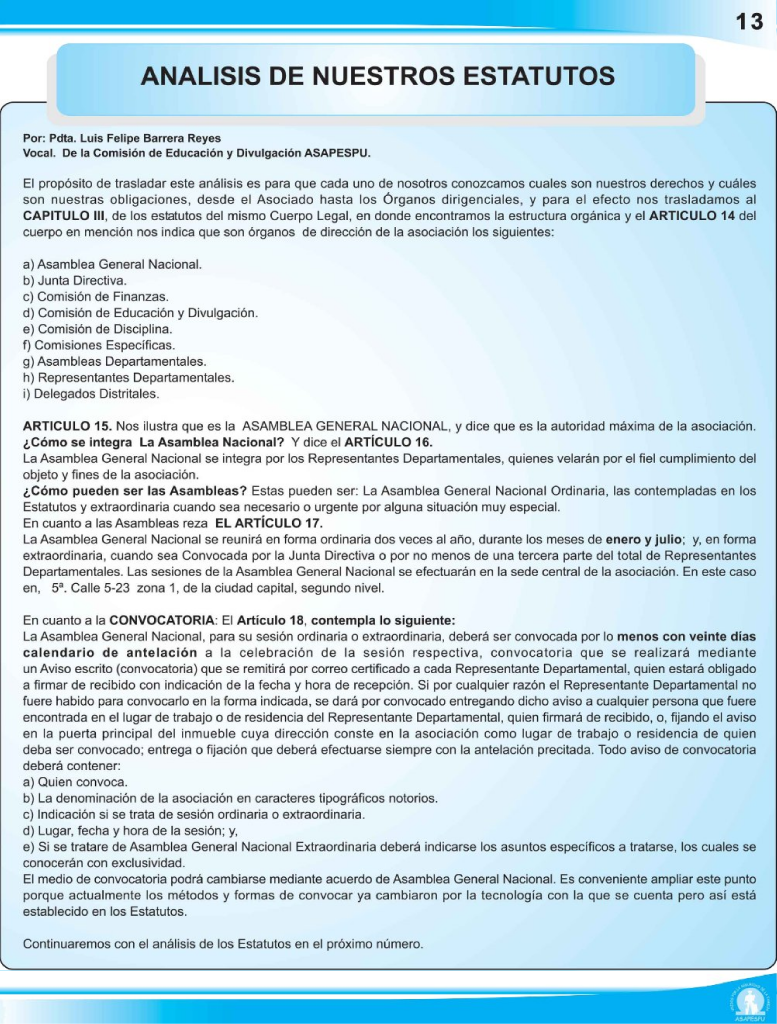 13
ANALISIS DE NUESTROS ESTATUTOS
Por: Pdta. Luis Felipe Barrera Reyes
Vocal. De la Comisión de Educación y Divulgación ASAPESPU.
El propósito de trasladar este análisis es para que cada uno de nosotros conozcamos cuales son nuestros derechos y cuáles
son nuestras obligaciones, desde el Asociado hasta los Órganos dirigenciales, y para el efecto nos trasladamos al
CAPITULO III, de los estatutos del mismo Cuerpo Legal, en donde encontramos la estructura orgánica y el ARTICULO 14 del
cuerpo en mención nos indica que son órganos de dirección de la asociación los siguientes:
a) Asamblea General Nacional.
b) Junta Directiva.
c) Comisión de Finanzas.
d) Comisión de Educación y Divulgación.
e) Comisión de Disciplina.
f) Comisiones Específicas.
g) Asambleas Departamentales.
h) Representantes Departamentales.
i) Delegados Distritales.
ARTICULO 15. Nos ilustra que es la ASAMBLEA GENERAL NACIONAL, y dice que es la autoridad máxima de la asociación.
¿Cómo se integra La Asamblea Nacional? Y dice el ARTÍCULO 16.
La Asamblea General Nacional se integra por los Representantes Departamentales, quienes velarán por el fiel cumplimiento del
objeto y fines de la asociación.
¿Cómo pueden ser las Asambleas? Estas pueden ser: La Asamblea General Nacional Ordinaria, las contempladas en los
Estatutos y extraordinaria cuando sea necesario o urgente por alguna situación muy especial.
En cuanto a las Asambleas reza EL ARTÍCULO 17.
La Asamblea General Nacional se reunirá en forma ordinaria dos veces al año, durante los meses de enero y julio; y, en forma
extraordinaria, cuando sea Convocada por la Junta Directiva o por no menos de una tercera parte del total de Representantes
Departamentales. Las sesiones de la Asamblea General Nacional se efectuarán en la sede central de la asociación. En este caso
en, 5ª. Calle 5-23 zona 1, de la ciudad capital, segundo nivel.
En cuanto a la CONVOCATORIA: El Artículo 18, contempla lo siguiente:
La Asamblea General Nacional, para su sesión ordinaria o extraordinaria, deberá ser convocada por lo menos con veinte días
calendario de antelación a la celebración de la sesión respectiva, convocatoria que se realizará mediante
un Aviso escrito (convocatoria) que se remitirá por correo certificado a cada Representante Departamental, quien estará obligado
a firmar de recibido con indicación de la fecha y hora de recepción. Si por cualquier razón el Representante Departamental no
fuere habido para convocarlo en la forma indicada, se dará por convocado entregando dicho aviso a cualquier persona que fuere
encontrada en el lugar de trabajo o de residencia del Representante Departamental, quien firmará de recibido, o, fijando el aviso
en la puerta principal del inmueble cuya dirección conste en la asociación como lugar de trabajo o residencia de quien
deba ser convocado; entrega o fijación que deberá efectuarse siempre con la antelación precitada. Todo aviso de convocatoria
deberá contener:
a) Quien convoca.
b) La denominación de la asociación en caracteres tipográficos notorios.
c) Indicación si se trata de sesión ordinaria o extraordinaria.
d) Lugar, fecha y hora de la sesión; y,
e) Si se tratare de Asamblea General Nacional Extraordinaria deberá indicarse los asuntos específicos a tratarse, los cuales se
conocerán con exclusividad.
El medio de convocatoria podrá cambiarse mediante acuerdo de Asamblea General Nacional. Es conveniente ampliar este punto
porque actualmente los métodos y formas de convocar ya cambiaron por la tecnología con la que se cuenta pero así está
establecido en los Estatutos.
Continuaremos con el análisis de los Estatutos en el próximo número.
ASAPESPU